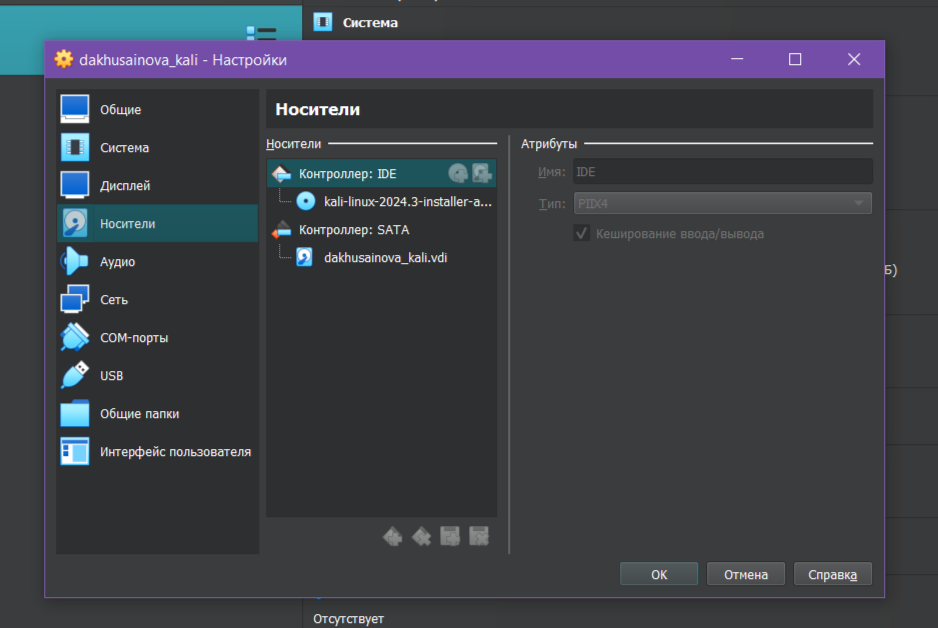 Система
dakhusainova_kali - Настройки
Общие
Система
Дисплей
Носители
Аудио
Сеть
COM-порты
USB
Общие папки
Интерфейс пользователя
Носители
Носители
Контроллер: IDE
kali-linux-2024.3-installer-a...
Контроллер: SATA
dakhusainova_kali.vdi
Атрибуты
Имя: IDE
Тип: PIIX4
Кеширование ввода/вывода
Б)
OK
Отмена
Справка
Отсутствует